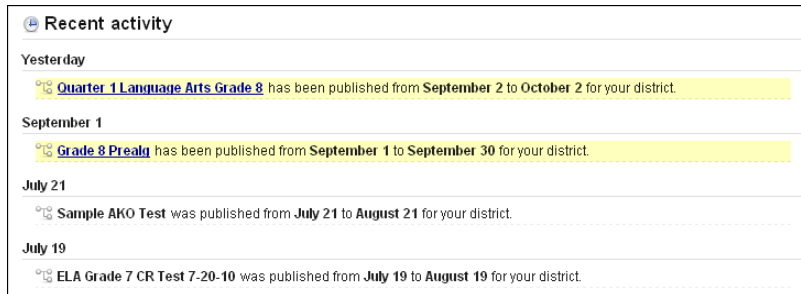 Recent activity
Yesterday
Quarter 1 Language Arts Grade 8 has been published from September 2 to October 2 for your district.
September 1
Grade 8 Prealg has been published from September 1 to September 30 for your district.
July 21
Sample AKO Test was published from July 21 to August 21 for your district.
July 19
ELA Grade 7 CR Test 7-20-10 was published from July 19 to August 19 for your district.